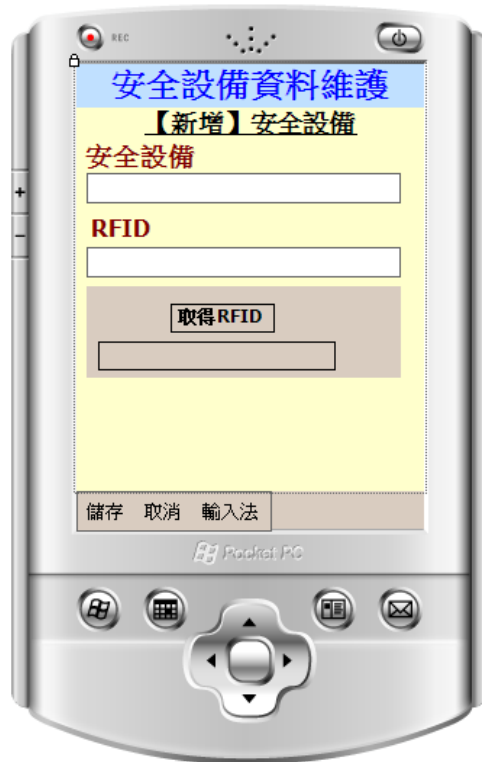 REC
安全設備資料維護
【新增】安全設備
安全設備
RFID
取得RFID
儲存 取消 輸入法
Pocket PC
+
-